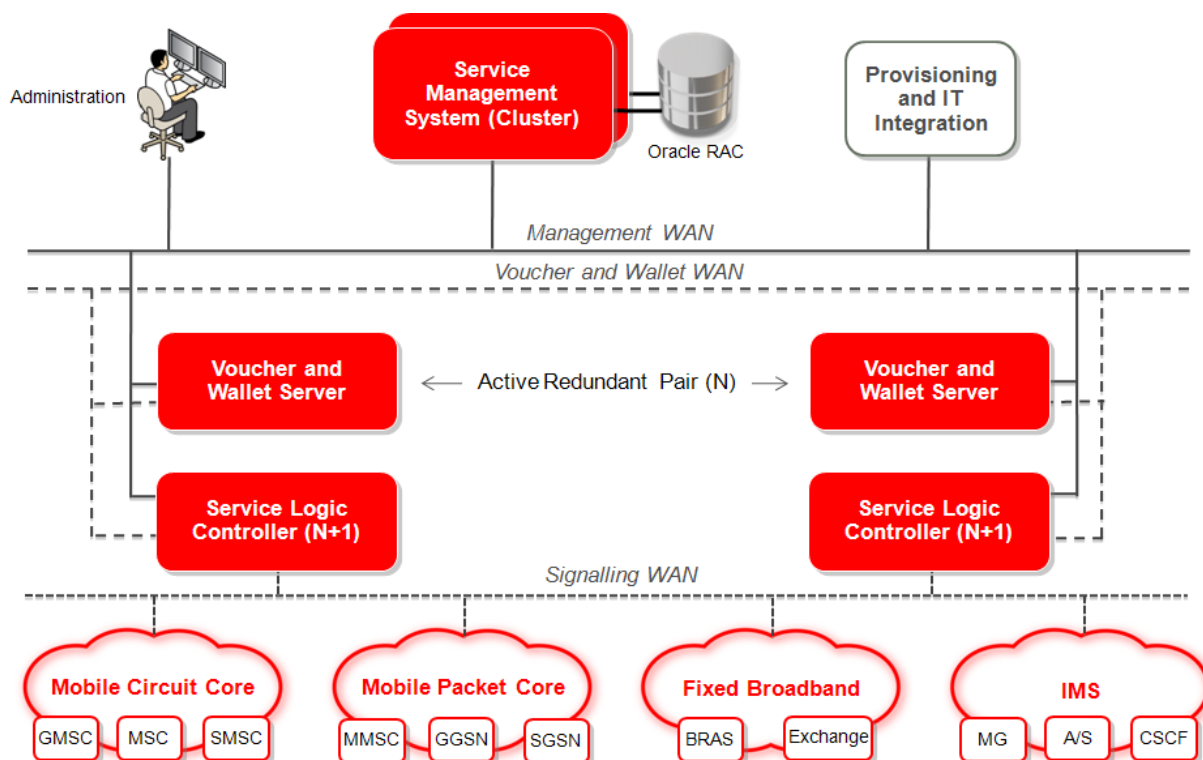 Administration
Service
Management
System (Cluster)
Oracle RAC
Provisioning
and IT
Integration
Management WAN
Voucher and Wallet WAN
Voucher and
Wallet Server
Active Redundant Pair (N)
Voucher and
Wallet Server
Service Logic
Controller (N+1)
Service Logic
Controller (N+1)
Signalling WAN
Mobile Circuit Core
GMSC
MSC
SMSC
Mobile Packet Core
MMSC
GGSN
SGSN
Fixed Broadband
BRAS
Exchange
IMS
MG
A/S
CSCF